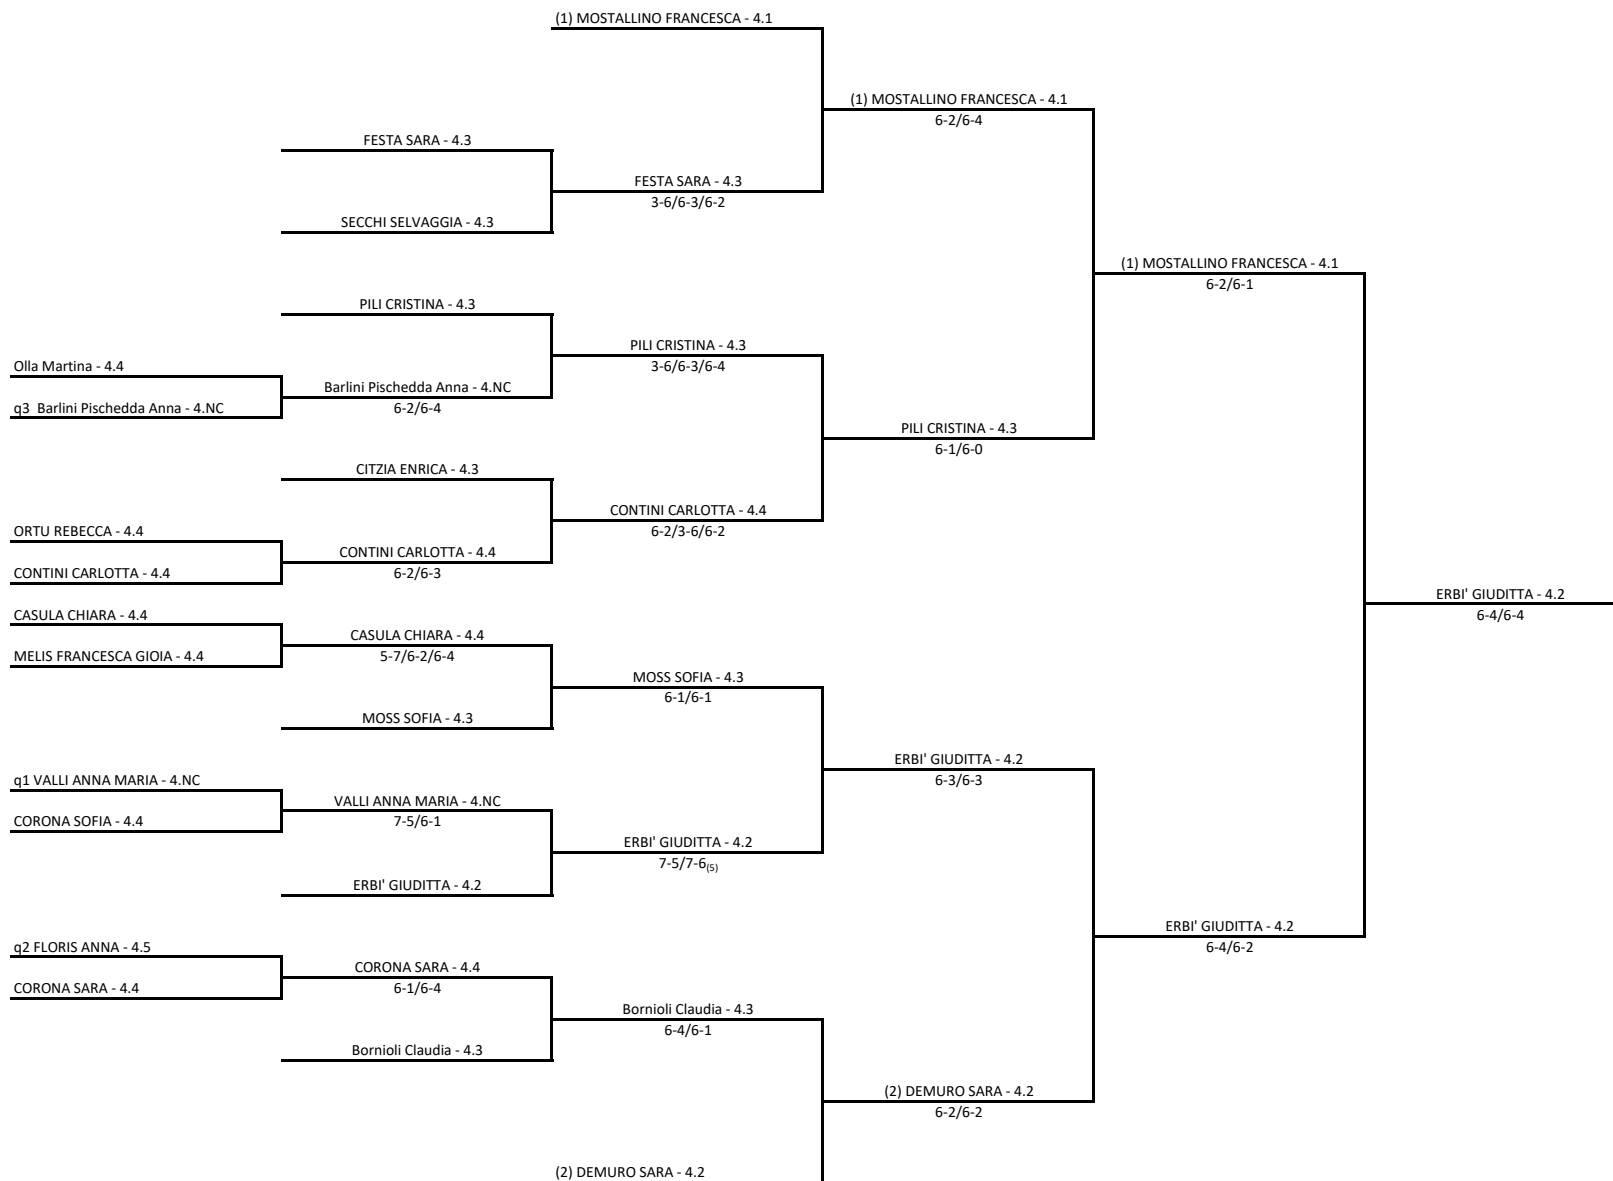 (1) MOSTALLINO FRANCESCA - 4.1
(1) MOSTALLINO FRANCESCA - 4.1
6-2/6-4
FESTA SARA - 4.3
FESTA SARA - 4.3
3-6/6-3/6-2
SECCHI SELVAGGIA - 4.3
(1) MOSTALLINO FRANCESCA - 4.1
6-2/6-1
PILI CRISTINA - 4.3
PILI CRISTINA - 4.3
3-6/6-3/6-4
Olla Martina - 4.4
Barlini Pischedda Anna - 4.NC
6-2/6-4
q3 Barlini Pischedda Anna - 4.NC
PILI CRISTINA - 4.3
6-1/6-0
CITZIA ENRICA - 4.3
CONTINI CARLOTTA - 4.4
6-2/3-6/6-2
ORTU REBECCA - 4.4
CONTINI CARLOTTA - 4.4
6-2/6-3
CONTINI CARLOTTA - 4.4
ERBI' GIUDITTA - 4.2
6-4/6-4
CASULA CHIARA - 4.4
CASULA CHIARA - 4.4
5-7/6-2/6-4
MELIS FRANCESCA GIOIA - 4.4
MOSS SOFIA - 4.3
6-1/6-1
MOSS SOFIA - 4.3
ERBI' GIUDITTA - 4.2
6-3/6-3
q1 VALLI ANNA MARIA - 4.NC
VALLI ANNA MARIA - 4.NC
7-5/6-1
CORONA SOFIA - 4.4
ERBI' GIUDITTA - 4.2
7-5/7-6(5)
ERBI' GIUDITTA - 4.2
ERBI' GIUDITTA - 4.2
6-4/6-2
q2 FLORIS ANNA - 4.5
CORONA SARA - 4.4
6-1/6-4
CORONA SARA - 4.4
Bornioli Claudia - 4.3
6-4/6-1
Bornioli Claudia - 4.3
(2) DEMURO SARA - 4.2
6-2/6-2
(2) DEMURO SARA - 4.2